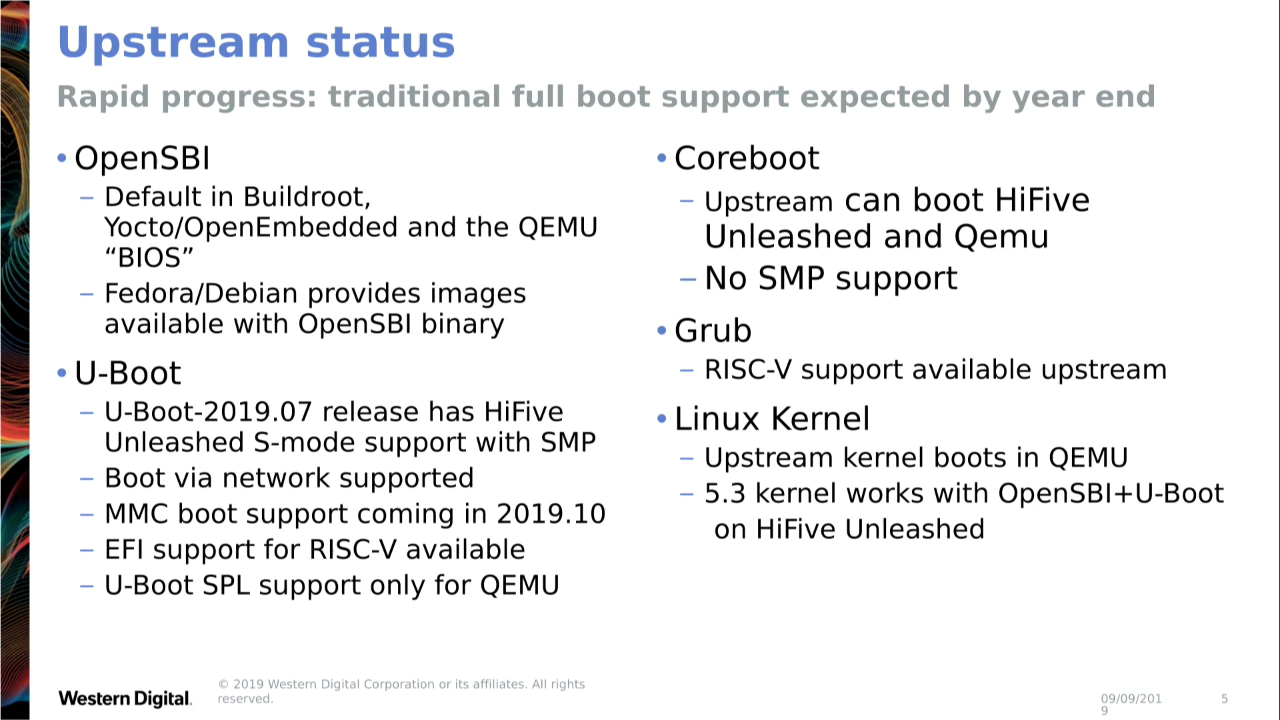 Upstream status
Rapid progress: traditional full boot support expected by year end
• OpenSBI
– Default in Buildroot,
Yocto/OpenEmbedded and the QEMU
“BIOS”
– Fedora/Debian provides images
available with OpenSBI binary
• U-Boot
– U-Boot-2019.07 release has HiFive
Unleashed S-mode support with SMP
– Boot via network supported
– MMC boot support coming in 2019.10
– EFI support for RISC-V available
– U-Boot SPL support only for QEMU
• Coreboot
– Upstream can boot HiFive
Unleashed and Qemu
– No SMP support
• Grub
– RISC-V support available upstream
• Linux Kernel
– Upstream kernel boots in QEMU
– 5.3 kernel works with OpenSBI+U-Boot
on HiFive Unleashed
Western Digital.
© 2019 Western Digital Corporation or its affiliates. All rights
reserved.
09/09/201
9
5